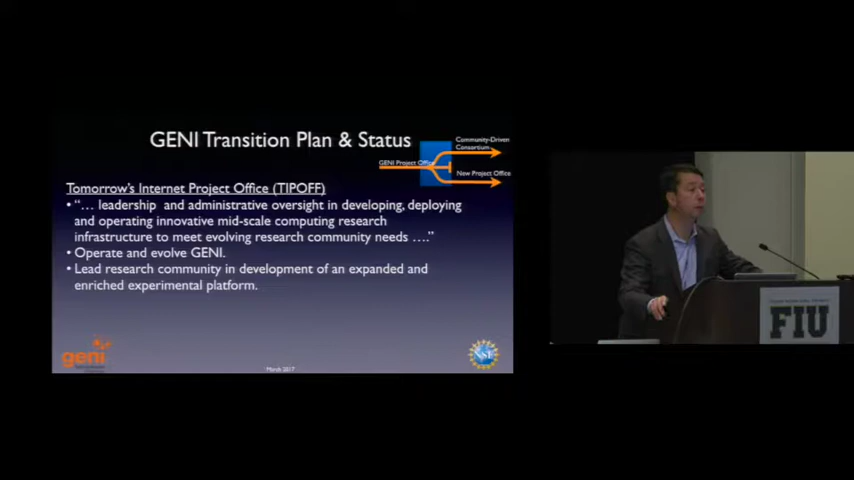 GENI Transition Plan & Status
Community-Driven
Consortium
GENI Project Office
New Project Office
Tomorrow's Internet Project Office (TIPOFF)
• "... leadership and administrative oversight in developing, deploying
and operating innovative mid-scale computing research
infrastructure to meet evolving research community needs ...."
• Operate and evolve GENI.
• Lead research community in development of an expanded and
enriched experimental platform.
geni
March 2017
NSF
FIU